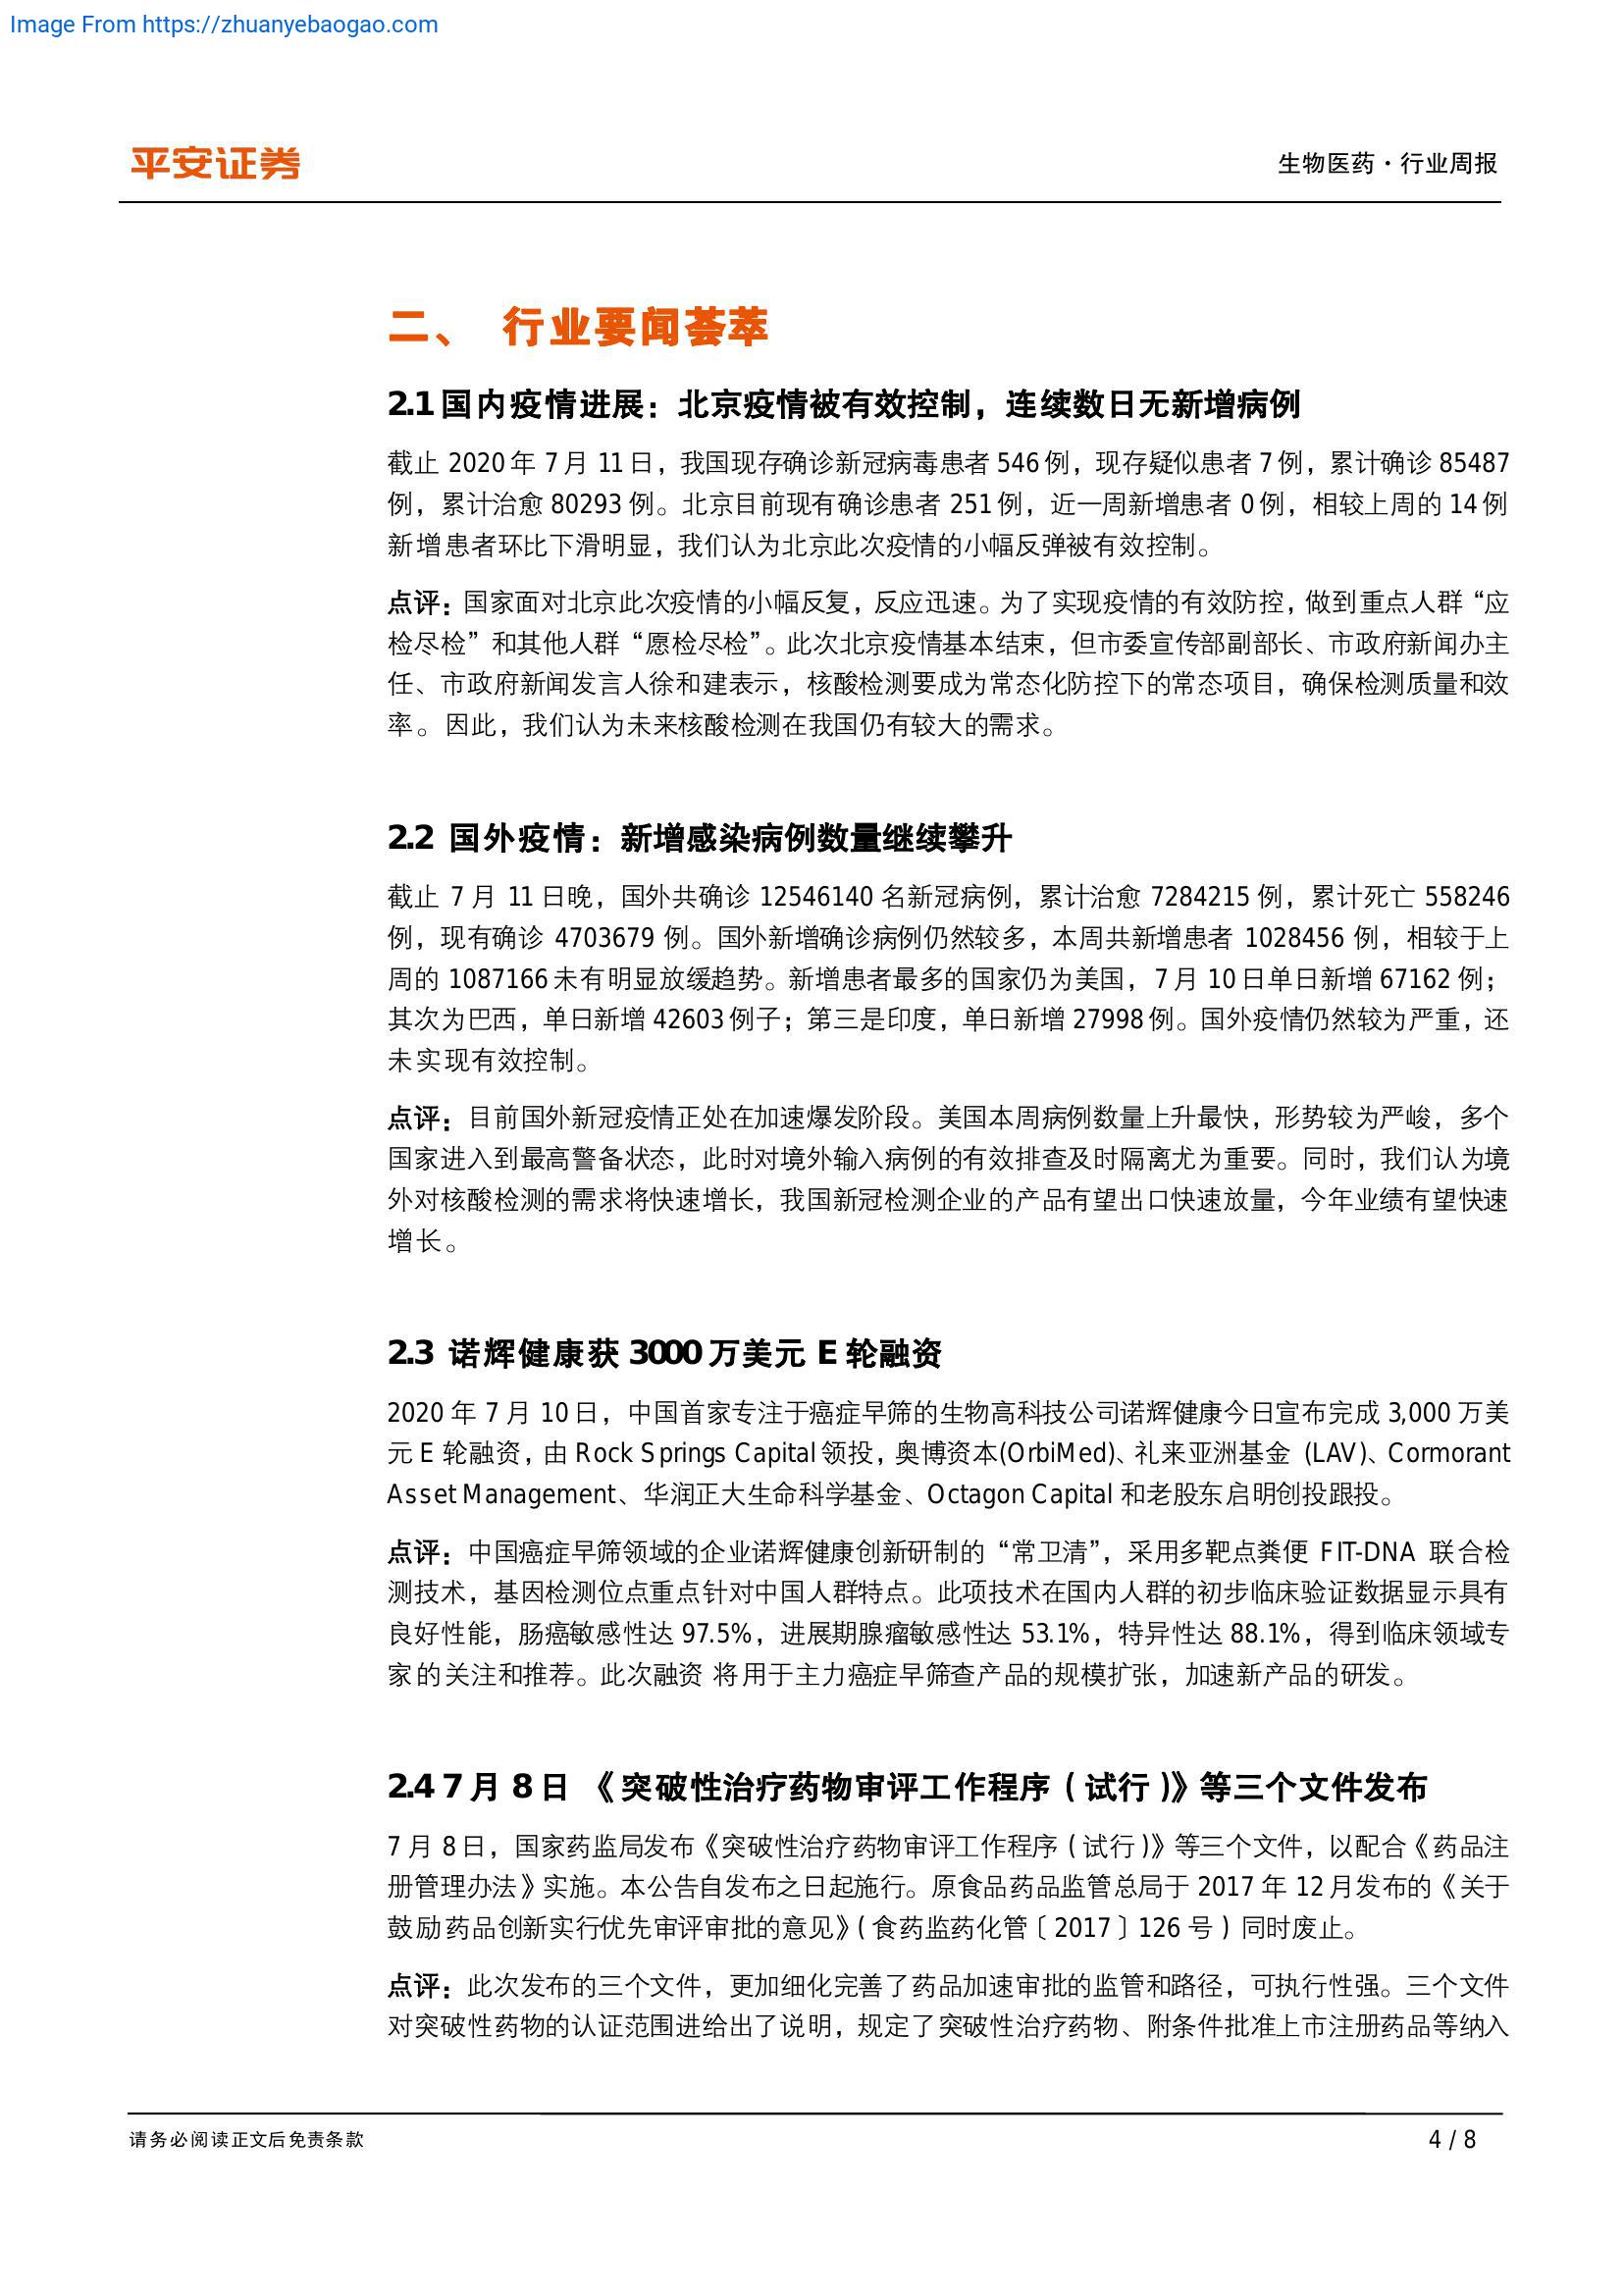 Image From https://zhuanyebaogao.com
平安证券
生物医药·行业周报
二、 行业要闻荟萃
2.1 国内疫情进展：北京疫情被有效控制，连续数日无新增病例
截止 2020 年 7 月 11 日，我国现存确诊新冠病毒患者 546 例，现存疑似患者 7 例，累计确诊 85487
例，累计治愈 80293 例。北京目前现有确诊患者 251 例，近一周新增患者 0 例，相较上周的 14 例
新增患者环比下滑明显，我们认为北京此次疫情的小幅反弹被有效控制。
点评：国家面对北京此次疫情的小幅反复，反应迅速。为了实现疫情的有效防控，做到重点人群“应
检尽检”和其他人群“愿检尽检”。此次北京疫情基本结束，但市委宣传部副部长、市政府新闻办主
任、市政府新闻发言人徐和建表示，核酸检测要成为常态化防控下的常态项目，确保检测质量和效
率。因此，我们认为未来核酸检测在我国仍有较大的需求。
2.2 国外疫情：新增感染病例数量继续攀升
截止 7 月 11 日晚，国外共确诊 12546140 名新冠病例，累计治愈 7284215 例，累计死亡 558246
例，现有确诊 4703679 例。国外新增确诊病例仍然较多，本周共新增患者 1028456 例，相较于上
周的 1087166 未有明显放缓趋势。新增患者最多的国家仍为美国，7 月 10 日单日新增 67162 例；
其次为巴西，单日新增 42603 例子；第三是印度，单日新增 27998 例。国外疫情仍然较为严重，还
未实现有效控制。
点评：目前国外新冠疫情正处在加速爆发阶段。美国本周病例数量上升最快，形势较为严峻，多个
国家进入到最高警备状态，此时对境外输入病例的有效排查及时隔离尤为重要。同时，我们认为境
外对核酸检测的需求将快速增长，我国新冠检测企业的产品有望出口快速放量，今年业绩有望快速
增长。
2.3 诺辉健康获 3000 万美元 E 轮融资
2020 年 7 月 10 日，中国首家专注于癌症早筛的生物高科技公司诺辉健康今日宣布完成 3,000 万美
元 E 轮融资，由 Rock Springs Capital 领投，奥博资本(OrbiMed)、礼来亚洲基金 (LAV)、Cormorant
Asset Management、华润正大生命科学基金、Octagon Capital 和老股东启明创投跟投。
点评：中国癌症早筛领域的企业诺辉健康创新研制的“常卫清”，采用多靶点粪便 FIT-DNA 联合检
测技术，基因检测位点重点针对中国人群特点。此项技术在国内人群的初步临床验证数据显示具有
良好性能，肠癌敏感性达 97.5%，进展期腺瘤敏感性达 53.1%，特异性达 88.1%，得到临床领域专
家的关注和推荐。此次融资 将用于主力癌症早筛查产品的规模扩张，加速新产品的研发。
2.4 7 月 8 日 《突破性治疗药物审评工作程序(试行)》等三个文件发布
7 月 8 日，国家药监局发布《突破性治疗药物审评工作程序(试行)》等三个文件，以配合《药品注
册管理办法》实施。本公告自发布之日起施行。原食品药品监管总局于 2017 年 12 月发布的《关于
鼓励药品创新实行优先审评审批的意见》(食药监药化管〔2017〕126 号) 同时废止。
点评：此次发布的三个文件，更加细化完善了药品加速审批的监管和路径，可执行性强。三个文件
对突破性药物的认证范围进给出了说明，规定了突破性治疗药物、附条件批准上市注册药品等纳入
请务必阅读正文后免责条款
4 / 8